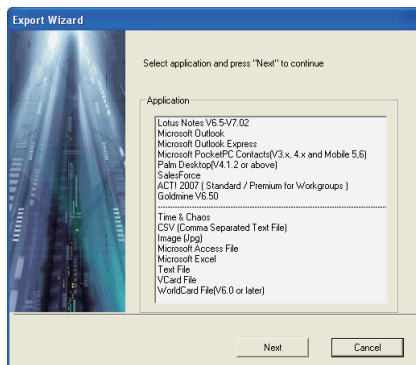 Export Wizard
Select application and press "Next" to continue
Application
Lotus Notes V6.5-V7.02
Microsoft Outlook
Microsoft Outlook Express
Microsoft PocketPC Contacts(V3.x, 4.x and Mobile 5,6)
Palm Desktop(V4.1.2 or above)
SalesForce
ACT! 2007 ( Standard / Premium for Workgroups )
Goldmine V6.50
Time & Chaos
CSV (Comma Separated Text File)
Image (Jpg)
Microsoft Access File
Microsoft Excel
Text File
VCard File
WorldCard File(V6.0 or later)
Next
Cancel